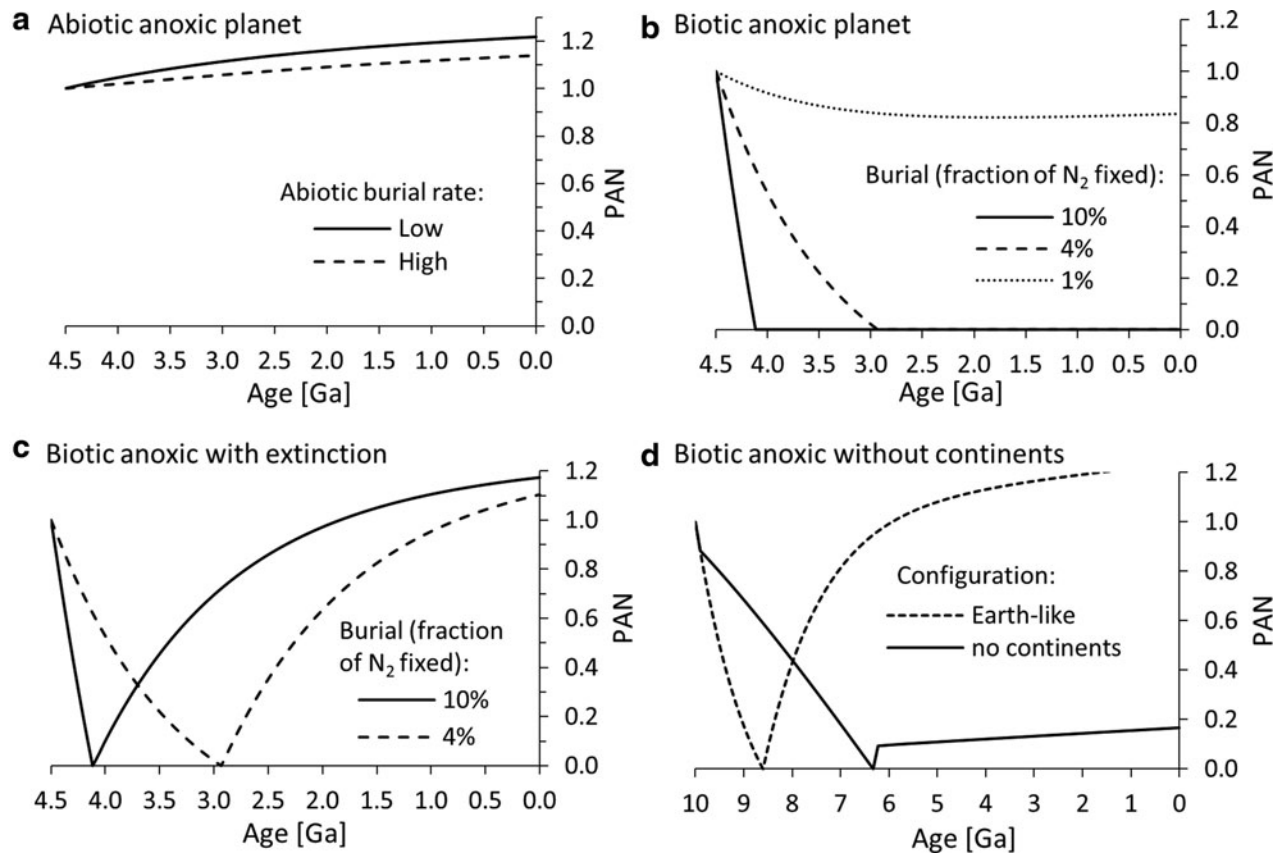 a Abiotic anoxic planet
1.2
1.0
0.8
0.6
0.4
0.2
0.0
PAN
Abiotic burial rate:
Low
High
4.5 4.0 3.5 3.0 2.5 2.0 1.5 1.0 0.5 0.0
Age [Ga]
b Biotic anoxic planet
1.2
1.0
0.8
0.6
0.4
0.2
0.0
PAN
Burial (fraction of N₂ fixed):
10%
4%
1%
4.5 4.0 3.5 3.0 2.5 2.0 1.5 1.0 0.5 0.0
Age [Ga]
c Biotic anoxic with extinction
1.2
1.0
0.8
0.6
0.4
0.2
0.0
PAN
Burial (fraction
of N₂ fixed):
10%
4%
4.5 4.0 3.5 3.0 2.5 2.0 1.5 1.0 0.5 0.0
Age [Ga]
d Biotic anoxic without continents
1.2
1.0
0.8
0.6
0.4
0.2
0.0
PAN
Configuration:
Earth-like
no continents
10 9 8 7 6 5 4 3 2 1 0
Age [Ga]